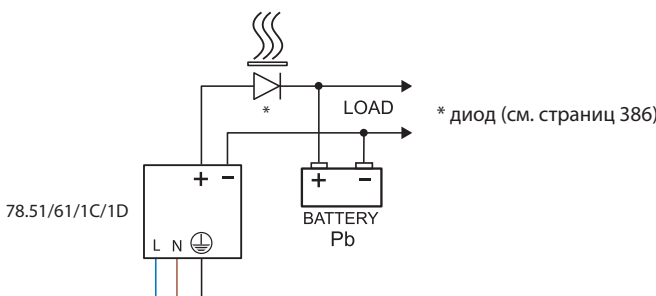 *
LOAD
* диод (см. страниц 386)
+ –
78.51/61/1C/1D
+ –
L N
BATTERY
Pb